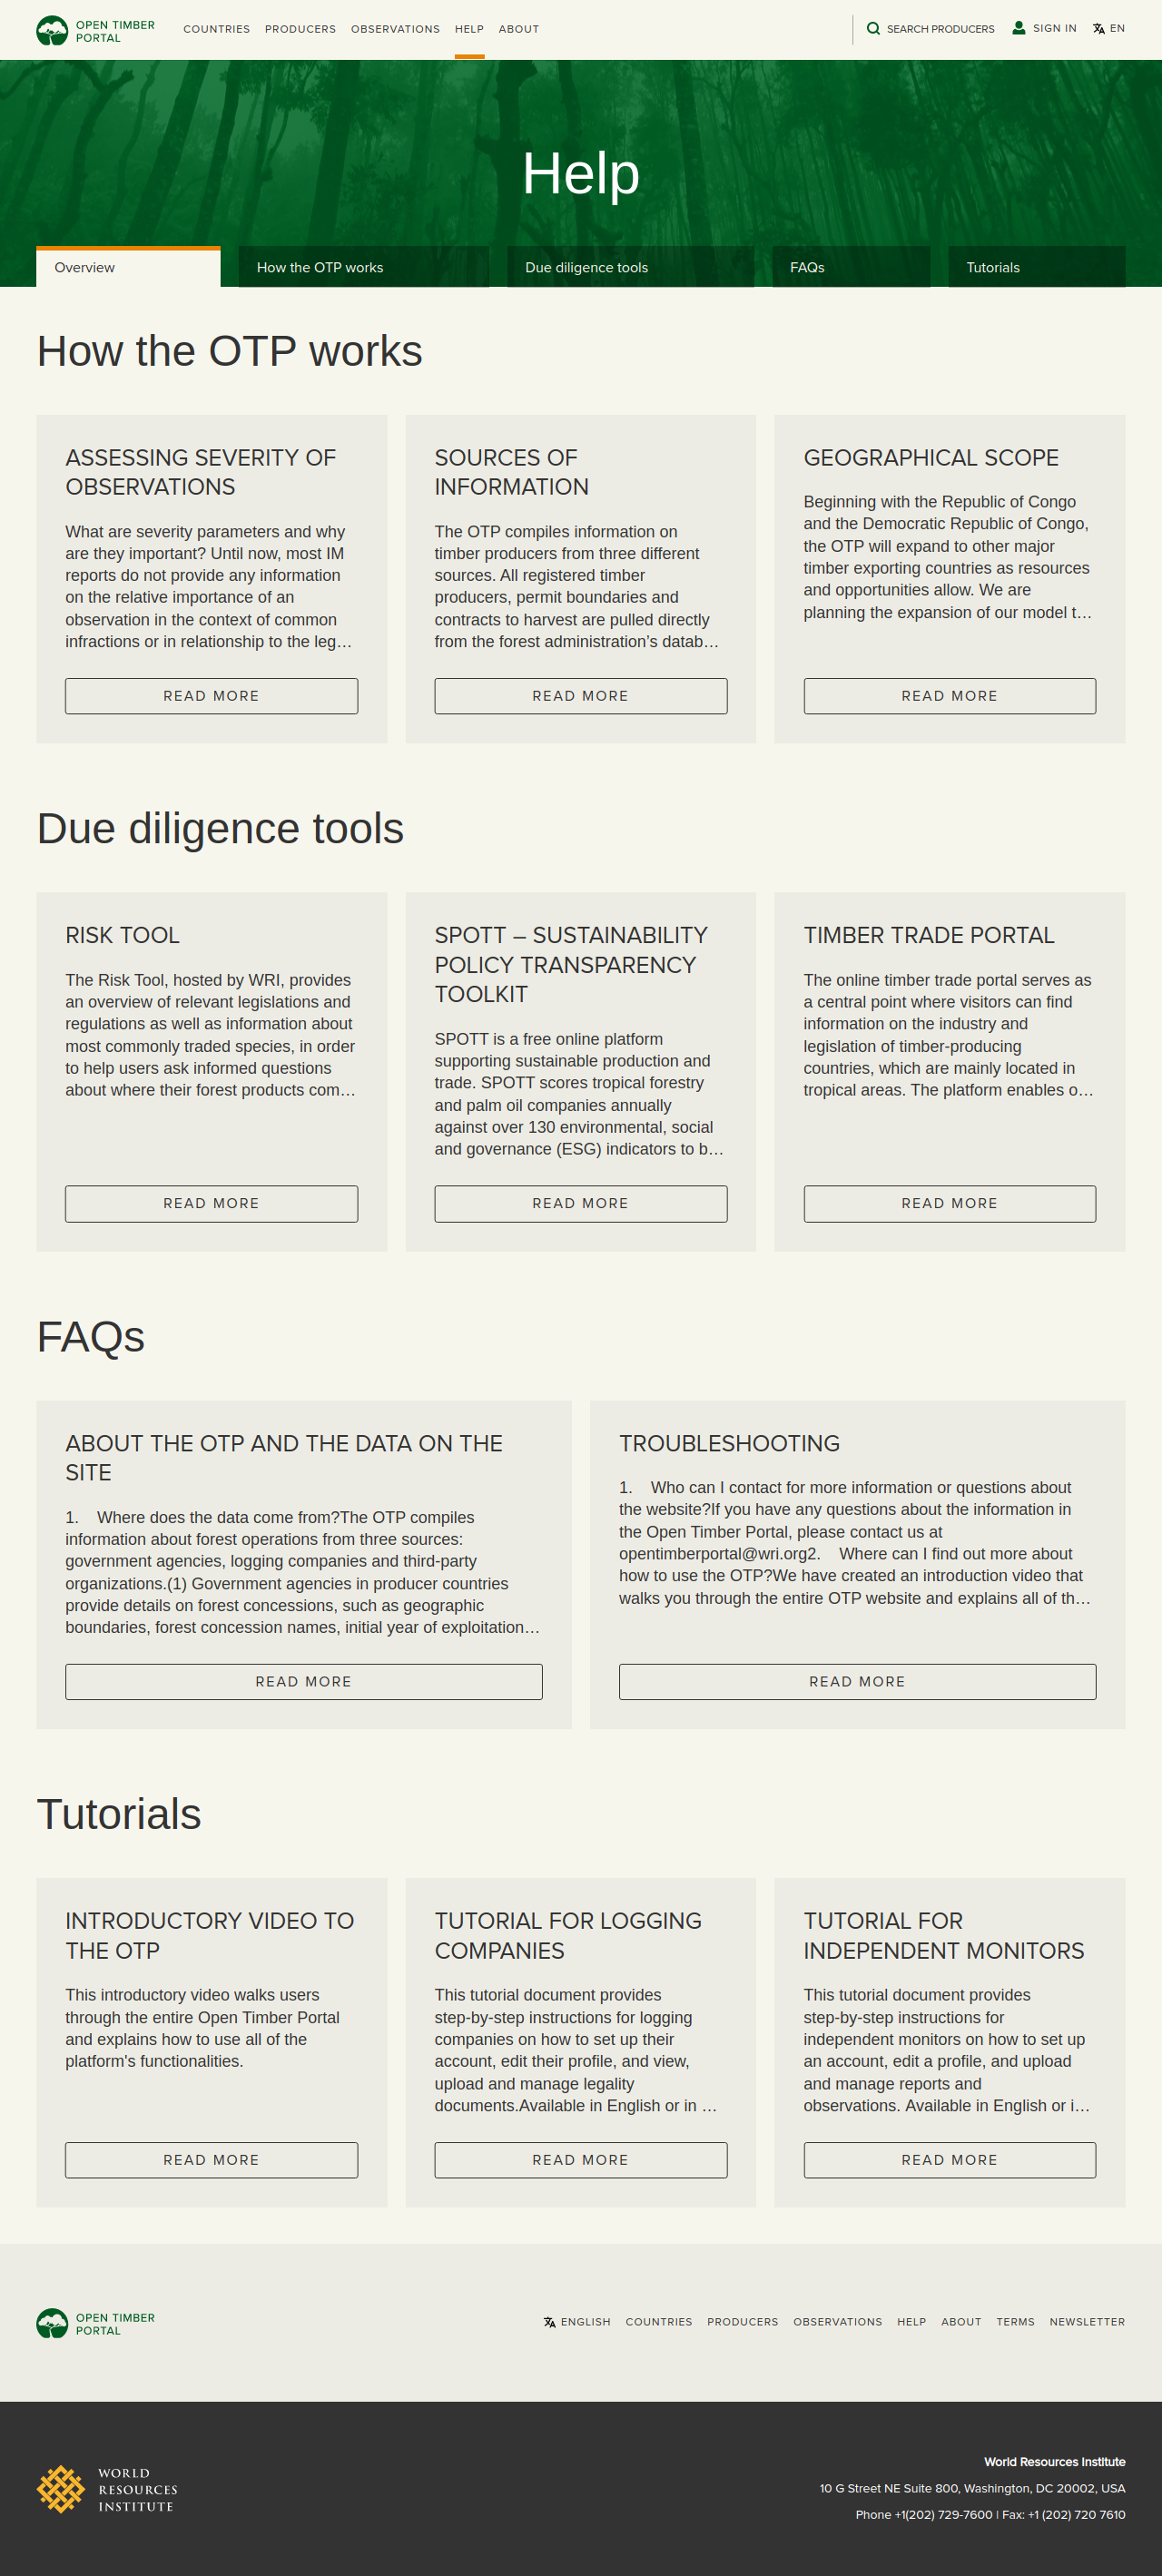 OPEN TIMBER
PORTAL
COUNTRIES PRODUCERS OBSERVATIONS HELP ABOUT
SEARCH PRODUCERS SIGN IN EN
Help
Overview How the OTP works Due diligence tools FAQs Tutorials
How the OTP works
ASSESSING SEVERITY OF
OBSERVATIONS
What are severity parameters and why
are they important? Until now, most IM
reports do not provide any information
on the relative importance of an
observation in the context of common
infractions or in relationship to the leg…
READ MORE
SOURCES OF
INFORMATION
The OTP compiles information on
timber producers from three different
sources. All registered timber
producers, permit boundaries and
contracts to harvest are pulled directly
from the forest administration’s datab…
READ MORE
GEOGRAPHICAL SCOPE
Beginning with the Republic of Congo
and the Democratic Republic of Congo,
the OTP will expand to other major
timber exporting countries as resources
and opportunities allow. We are
planning the expansion of our model t…
READ MORE
Due diligence tools
RISK TOOL
The Risk Tool, hosted by WRI, provides
an overview of relevant legislations and
regulations as well as information about
most commonly traded species, in order
to help users ask informed questions
about where their forest products com…
READ MORE
SPOTT – SUSTAINABILITY
POLICY TRANSPARENCY
TOOLKIT
SPOTT is a free online platform
supporting sustainable production and
trade. SPOTT scores tropical forestry
and palm oil companies annually
against over 130 environmental, social
and governance (ESG) indicators to b…
READ MORE
TIMBER TRADE PORTAL
The online timber trade portal serves as
a central point where visitors can find
information on the industry and
legislation of timber-producing
countries, which are mainly located in
tropical areas. The platform enables o…
READ MORE
FAQs
ABOUT THE OTP AND THE DATA ON THE
SITE
1. Where does the data come from?The OTP compiles
information about forest operations from three sources:
government agencies, logging companies and third-party
organizations.(1) Government agencies in producer countries
provide details on forest concessions, such as geographic
boundaries, forest concession names, initial year of exploitation…
READ MORE
TROUBLESHOOTING
1. Who can I contact for more information or questions about
the website?If you have any questions about the information in
the Open Timber Portal, please contact us at
opentimberportal@wri.org2. Where can I find out more about
how to use the OTP?We have created an introduction video that
walks you through the entire OTP website and explains all of th…
READ MORE
Tutorials
INTRODUCTORY VIDEO TO
THE OTP
This introductory video walks users
through the entire Open Timber Portal
and explains how to use all of the
platform's functionalities.
READ MORE
TUTORIAL FOR LOGGING
COMPANIES
This tutorial document provides
step-by-step instructions for logging
companies on how to set up their
account, edit their profile, and view,
upload and manage legality
documents.Available in English or in …
READ MORE
TUTORIAL FOR
INDEPENDENT MONITORS
This tutorial document provides
step-by-step instructions for
independent monitors on how to set up
an account, edit a profile, and upload
and manage reports and
observations. Available in English or i…
READ MORE
OPEN TIMBER
PORTAL
ENGLISH COUNTRIES PRODUCERS OBSERVATIONS HELP ABOUT TERMS NEWSLETTER
WORLD
RESOURCES
INSTITUTE
World Resources Institute
10 G Street NE Suite 800, Washington, DC 20002, USA
Phone +1(202) 729-7600 | Fax: +1 (202) 720 7610